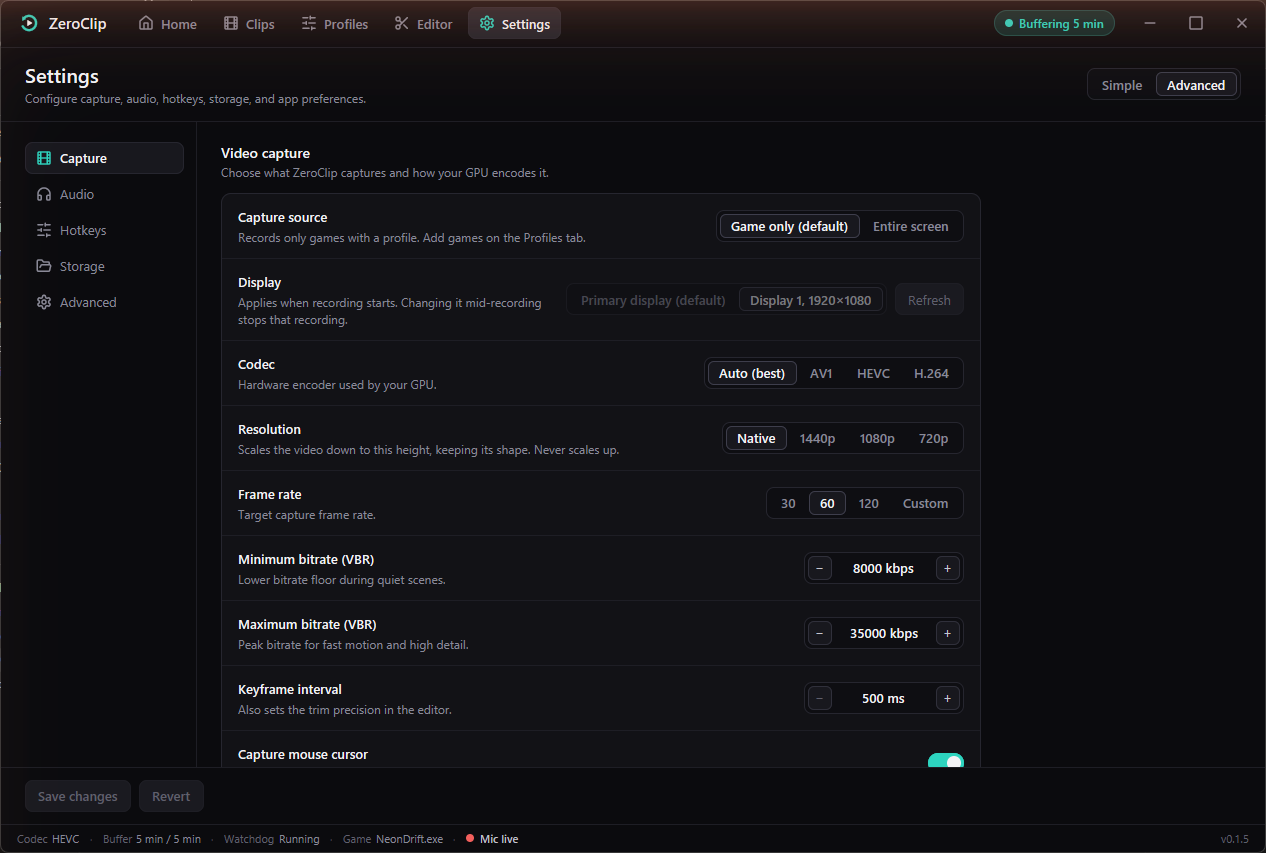 ZeroClip Home Clips Profiles Editor Settings Buffering 5 min
Settings
Configure capture, audio, hotkeys, storage, and app preferences.
Simple Advanced
Capture
Audio
Hotkeys
Storage
Advanced
Video capture
Choose what ZeroClip captures and how your GPU encodes it.
Capture source
Records only games with a profile. Add games on the Profiles tab.
Game only (default) Entire screen
Display
Applies when recording starts. Changing it mid-recording
stops that recording.
Primary display (default) Display 1, 1920×1080 Refresh
Codec
Hardware encoder used by your GPU.
Auto (best) AV1 HEVC H.264
Resolution
Scales the video down to this height, keeping its shape. Never scales up.
Native 1440p 1080p 720p
Frame rate
Target capture frame rate.
30 60 120 Custom
Minimum bitrate (VBR)
Lower bitrate floor during quiet scenes.
− 8000 kbps +
Maximum bitrate (VBR)
Peak bitrate for fast motion and high detail.
− 35000 kbps +
Keyframe interval
Also sets the trim precision in the editor.
− 500 ms +
Capture mouse cursor
Save changes Revert
Codec HEVC · Buffer 5 min / 5 min · Watchdog Running · Game NeonDrift.exe · Mic live v0.1.5